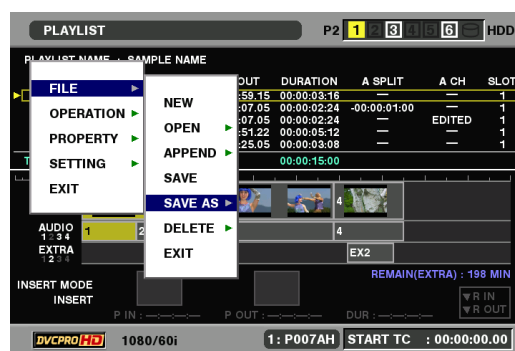 PLAYLIST P2 1 2 3 4 5 6 HDD
PLAYLIST NAME : SAMPLE NAME
OUT DURATION A SPLIT A CH SLOT
:59.15 00:00:03:16 — — 1
:07.05 00:00:02:24 -00:00:01:00 — 1
:07.05 00:00:02:24 — EDITED 1
:51.22 00:00:05:12 — — 1
:25.05 00:00:03:08 — — 1
T 00:00:15:00
FILE
OPERATION
PROPERTY
SETTING
EXIT
NEW
OPEN
APPEND
SAVE
SAVE AS
DELETE
EXIT
4
AUDIO 1 2 4
1 2 3 4
EXTRA EX2
1 2 3 4
REMAIN(EXTRA) : 198 MIN
INSERT MODE
INSERT
R IN
R OUT
P IN : –:–:–:– P OUT : –:–:–:– DUR : –:–:–:–
DVCPRO HD 1080/60i 1 : P007AH START TC : 00:00:00.00